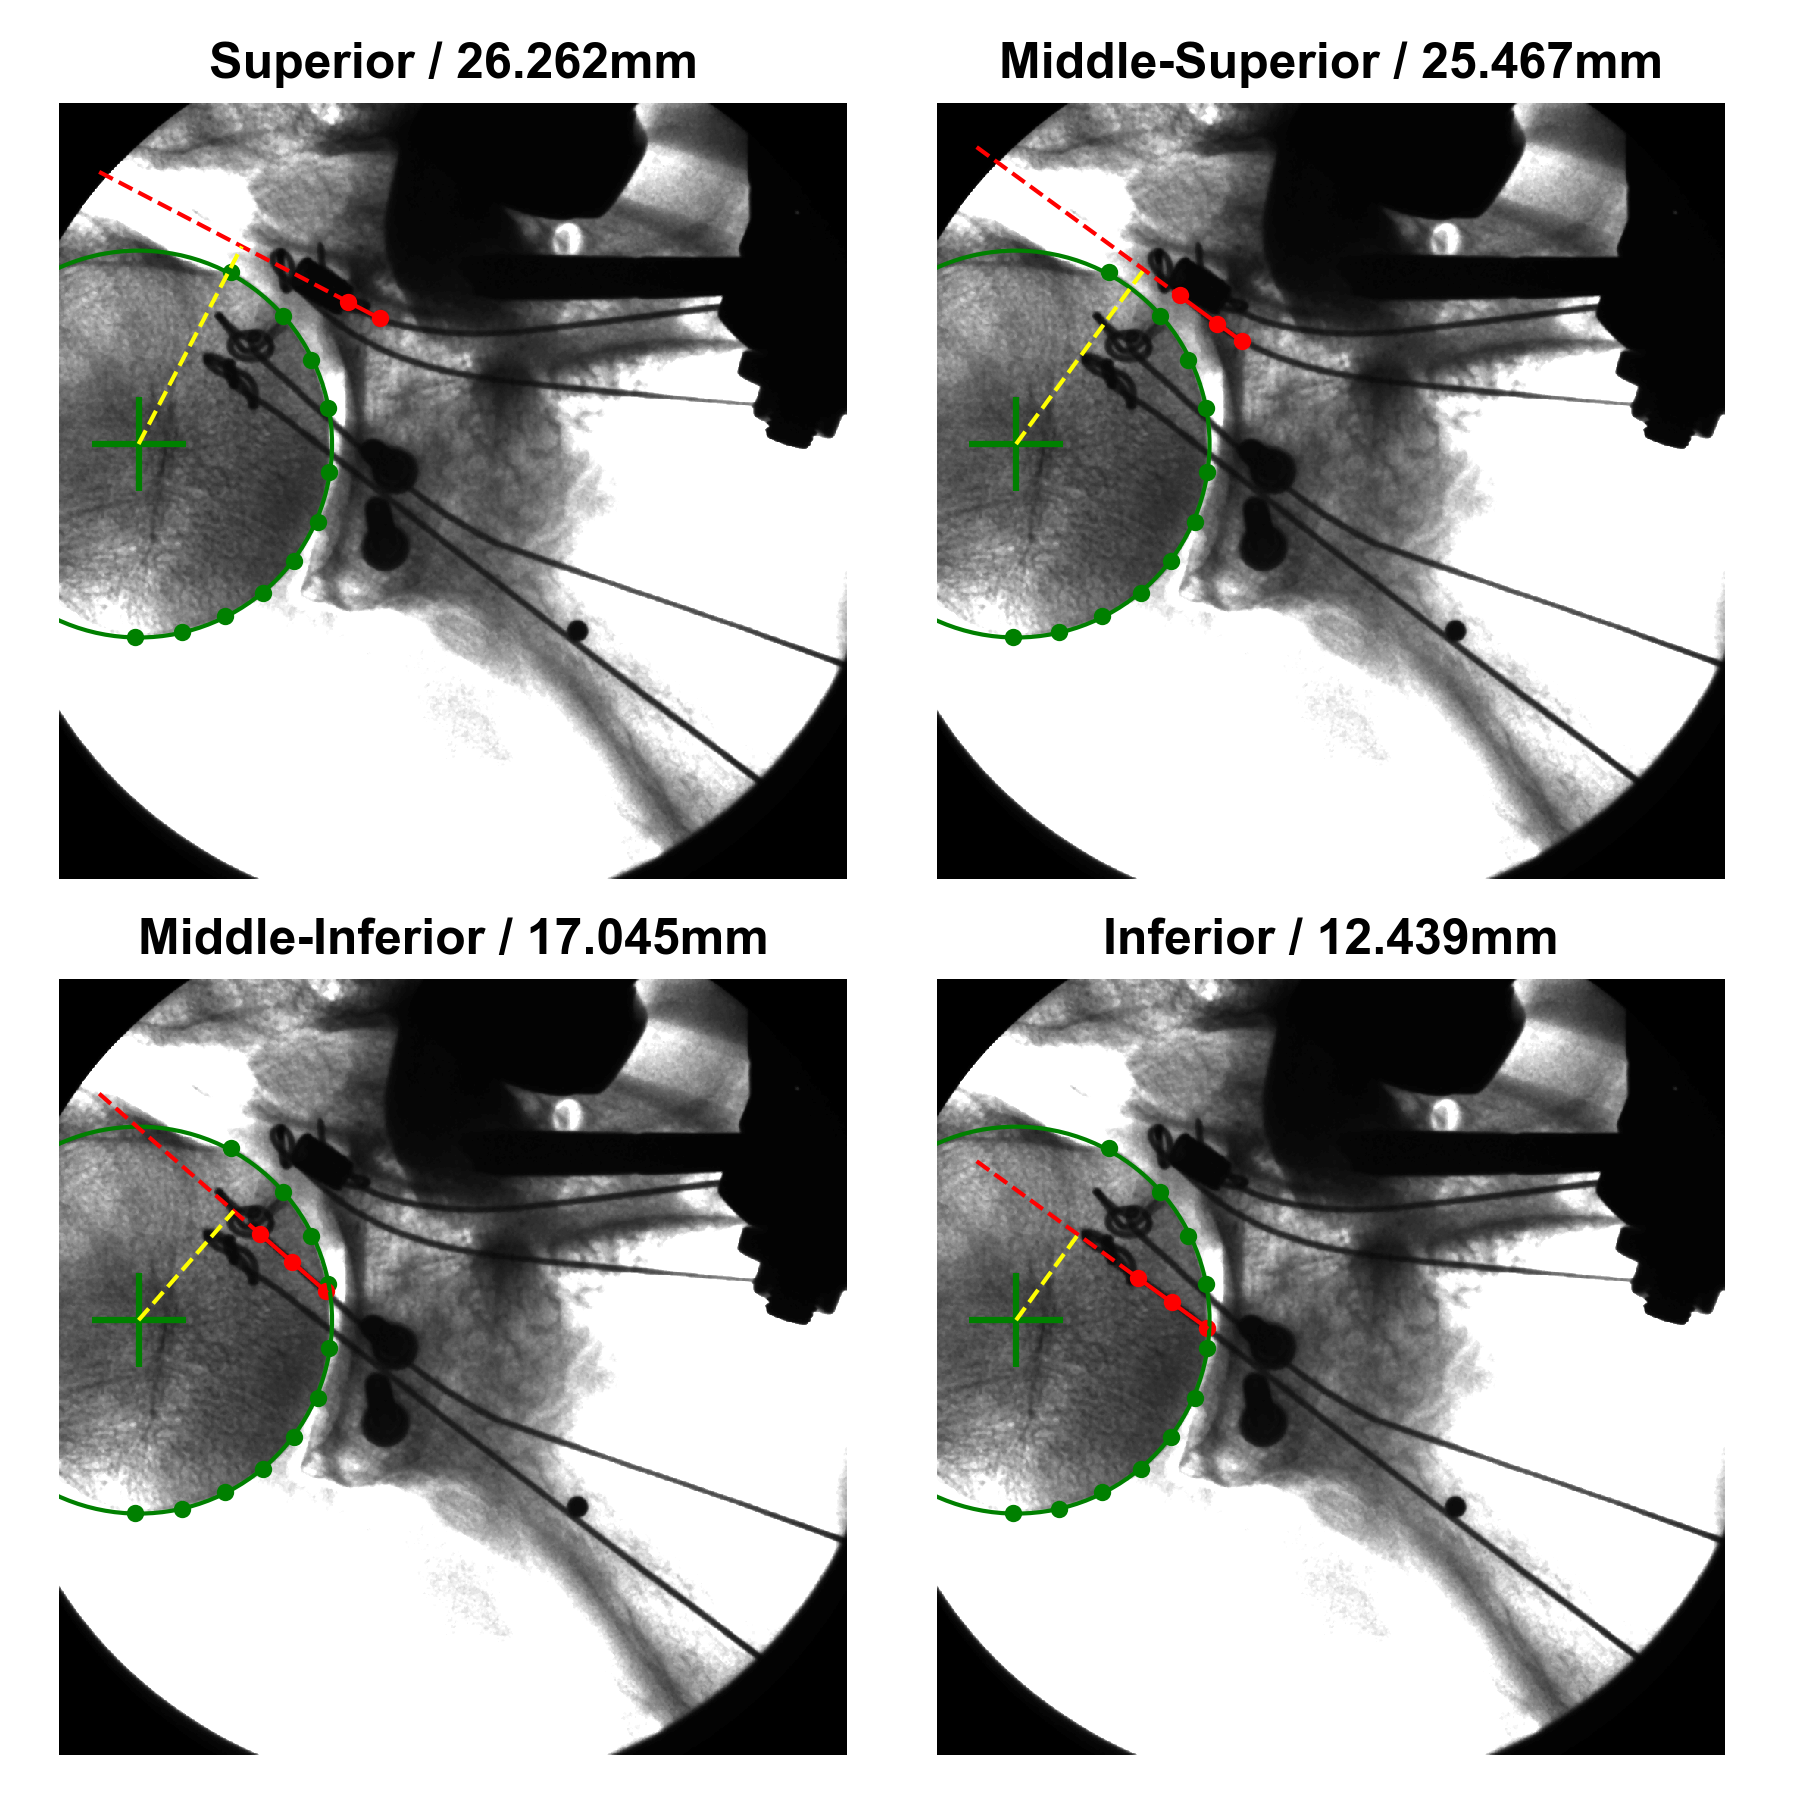 Superior / 26.262mm
Middle-Superior / 25.467mm
Middle-Inferior / 17.045mm
Inferior / 12.439mm